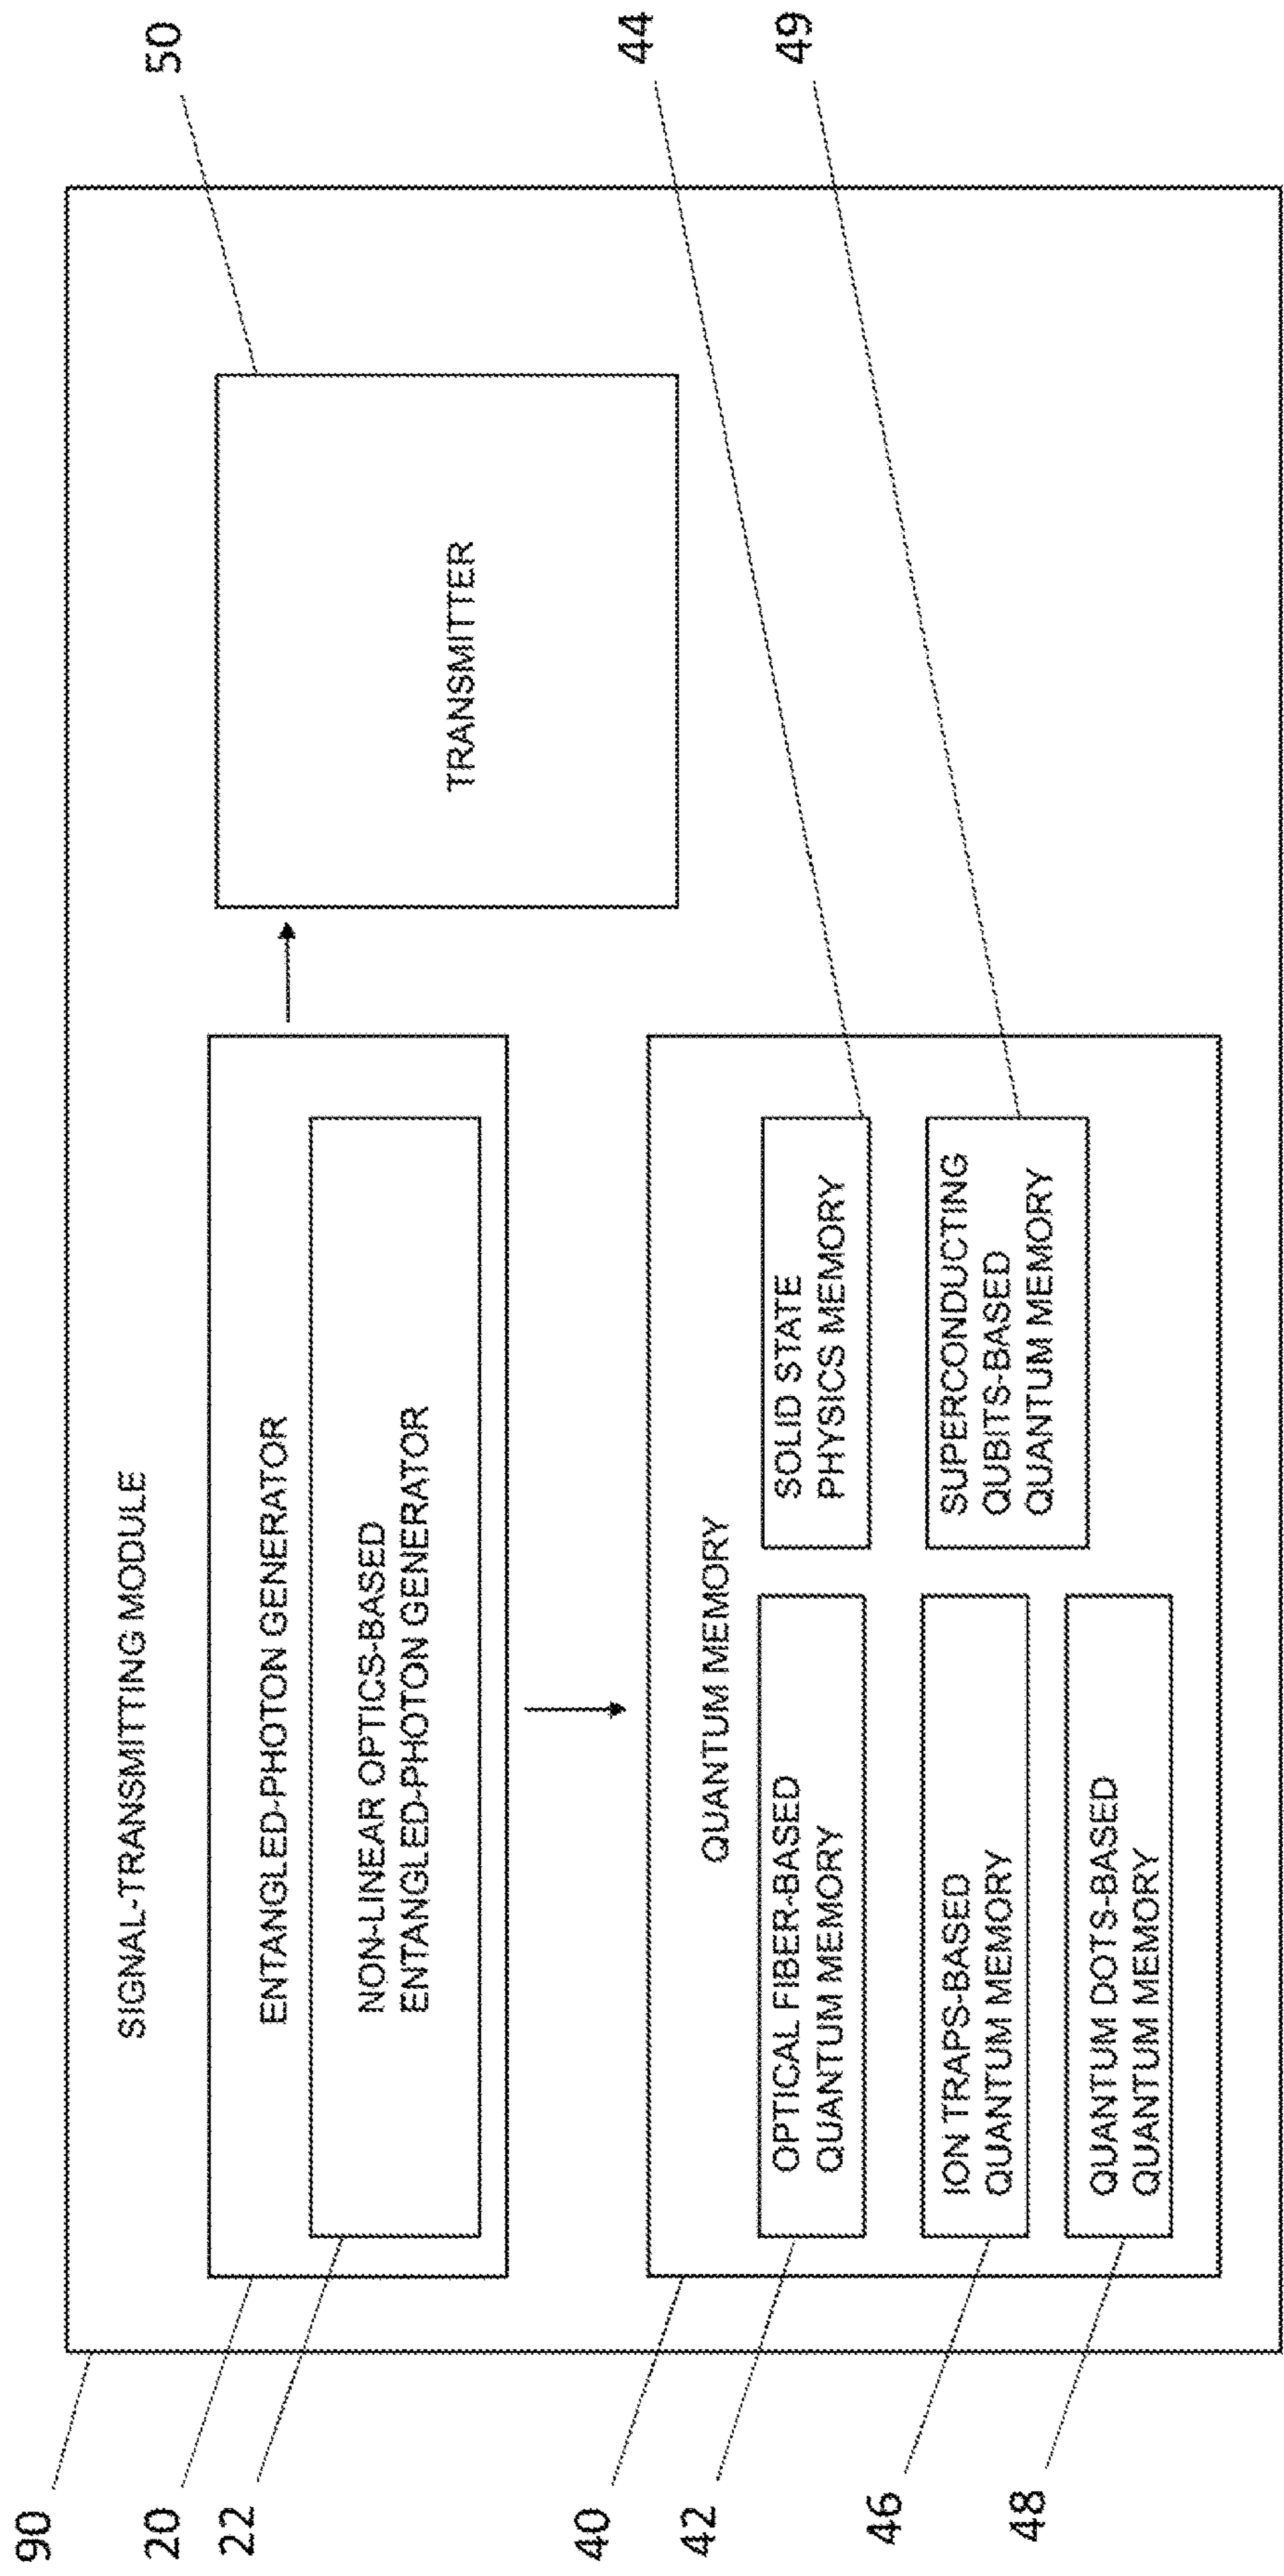 SIGNAL-TRANSMITTING MODULE
ENTANGLED-PHOTON GENERATOR
NON-LINEAR OPTICS-BASED
ENTANGLED-PHOTON GENERATOR
TRANSMITTER
QUANTUM MEMORY
OPTICAL FIBER-BASED
QUANTUM MEMORY
SOLID STATE
PHYSICS MEMORY
ION TRAPS-BASED
QUANTUM MEMORY
SUPERCONDUCTING
QUBITS-BASED
QUANTUM MEMORY
QUANTUM DOTS-BASED
QUANTUM MEMORY
90
20
22
40
42
46
48
50
44
49